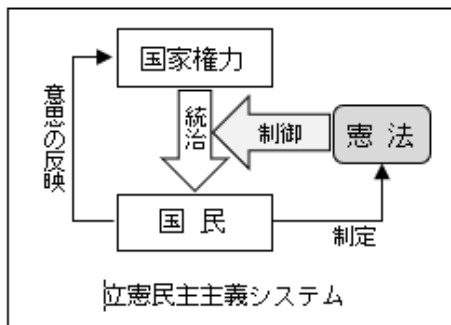 国家権力
意思の反映
統治
制御
憲法
国民
制定
立憲民主主義システム